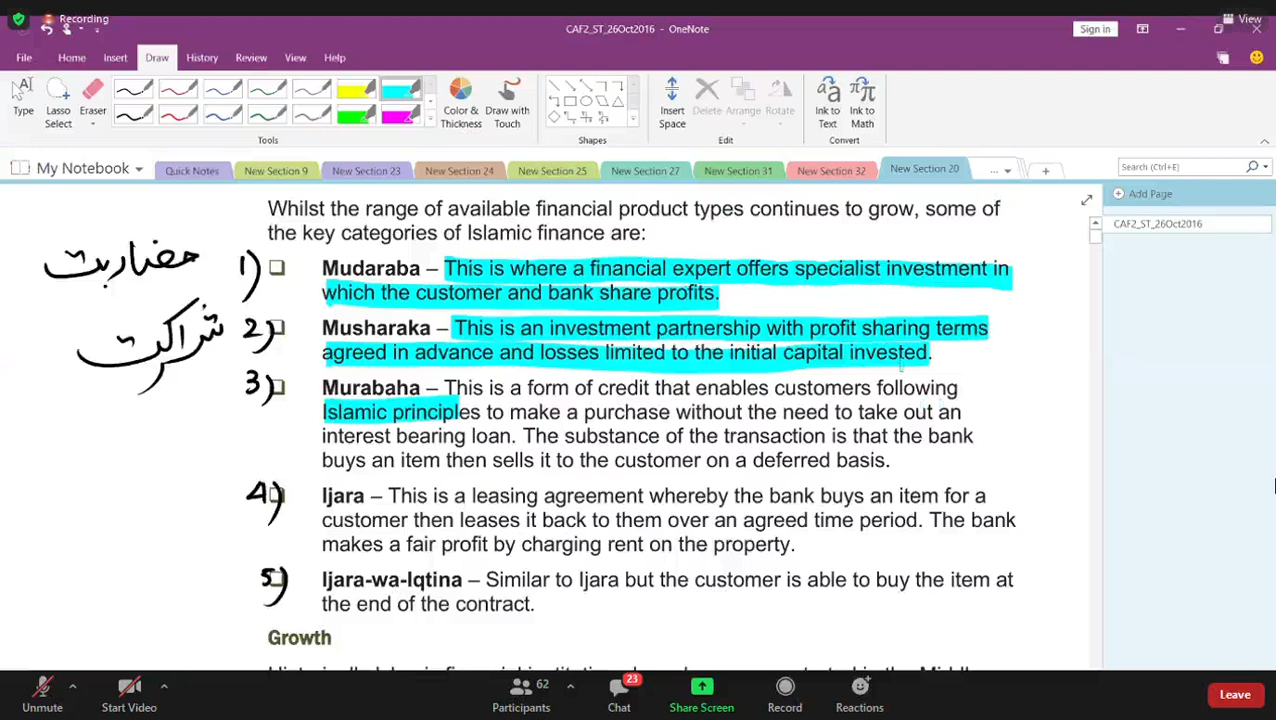 Recording
View
CAF2_ST_26Oct2016 - OneNote
Sign in
File Home Insert Draw History Review View Help
Type
Lasso Select
Eraser
Color & Thickness
Draw with Touch
Insert Space
Delete
Arrange
Rotate
Ink to Text
Ink to Math
Tools
Shapes
Edit
Convert
My Notebook
Quick Notes
New Section 9
New Section 23
New Section 24
New Section 25
New Section 27
New Section 31
New Section 32
New Section 20
...
Search (Ctrl+E)
Add Page
CAF2_ST_26Oct2016
Whilst the range of available financial product types continues to grow, some of
the key categories of Islamic finance are:
مضاربت 1) Mudaraba – This is where a financial expert offers specialist investment in
which the customer and bank share profits.
شراکت 2) Musharaka – This is an investment partnership with profit sharing terms
agreed in advance and losses limited to the initial capital invested.
3) Murabaha – This is a form of credit that enables customers following
Islamic principles to make a purchase without the need to take out an
interest bearing loan. The substance of the transaction is that the bank
buys an item then sells it to the customer on a deferred basis.
4) Ijara – This is a leasing agreement whereby the bank buys an item for a
customer then leases it back to them over an agreed time period. The bank
makes a fair profit by charging rent on the property.
5) Ijara-wa-Iqtina – Similar to Ijara but the customer is able to buy the item at
the end of the contract.
Growth
Unmute
Start Video
62
Participants
23
Chat
Share Screen
Record
Reactions
Leave